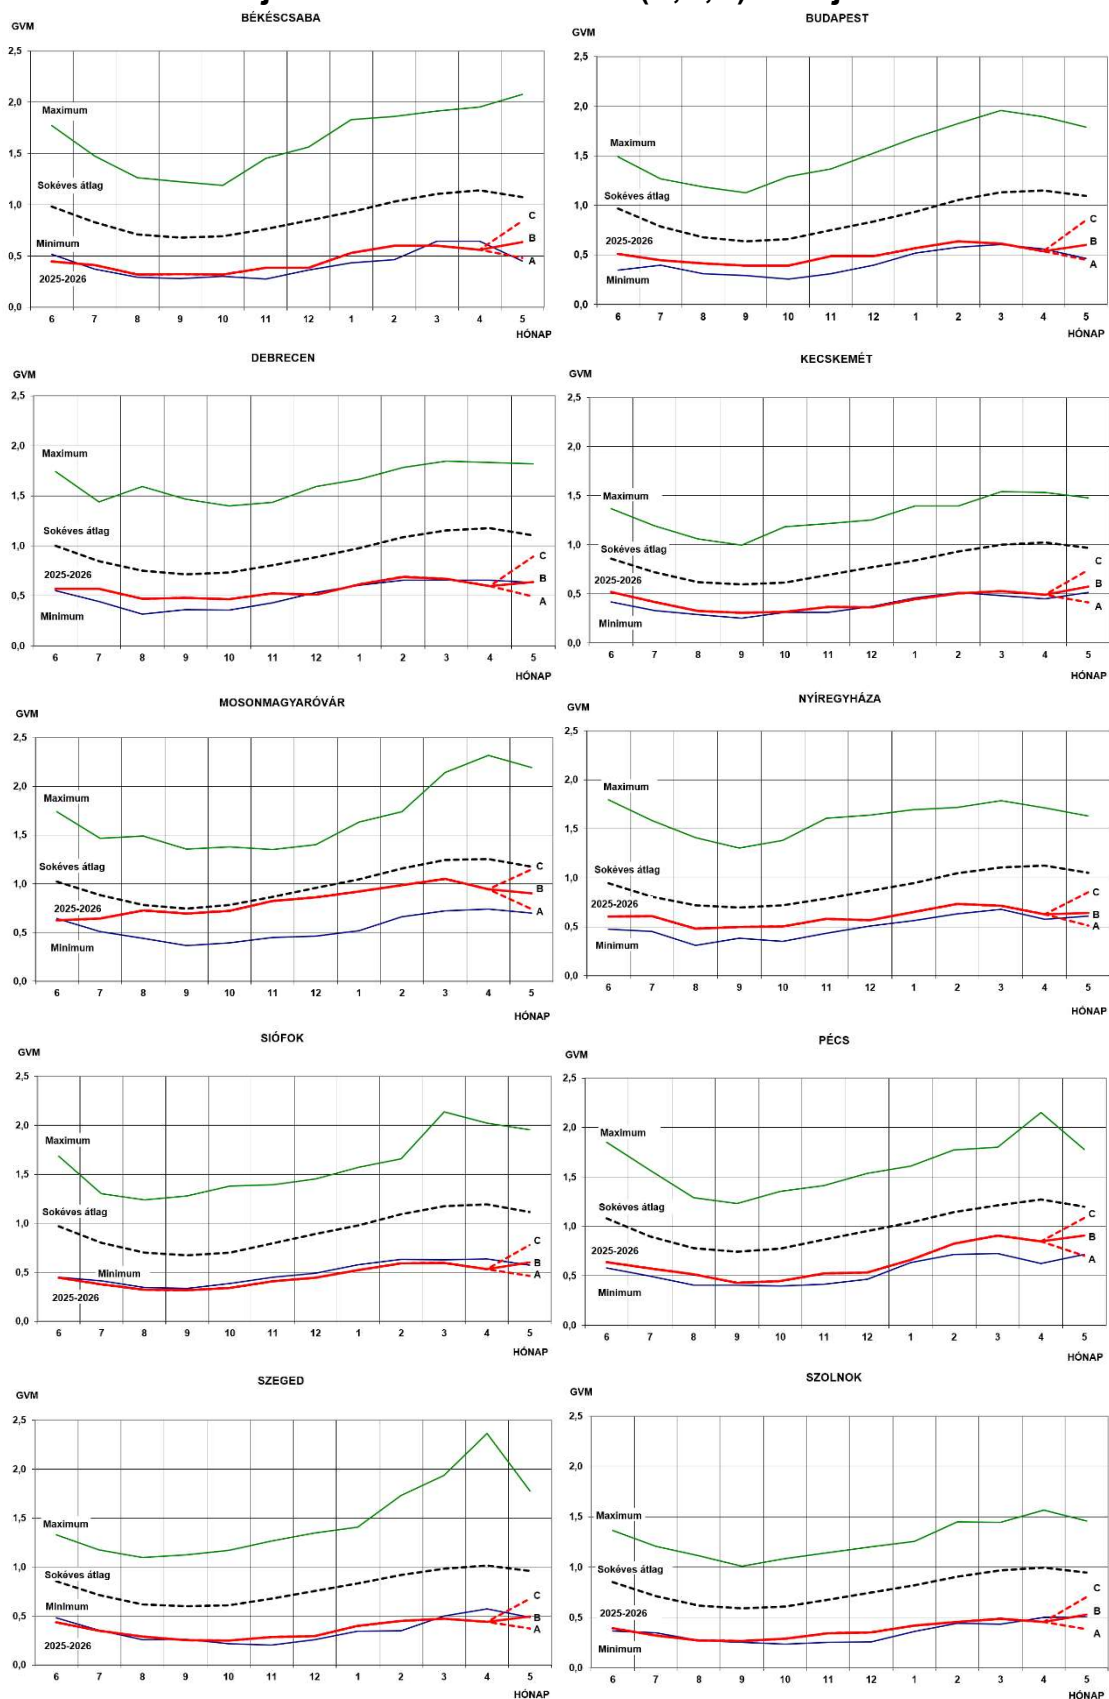 BÉKÉSCSABA
GVM
2,5
2,0
1,5
1,0
0,5
0,0
Maximum
Sokéves átlag
Minimum
2025-2026
C
B
A
6 7 8 9 10 11 12 1 2 3 4 5
HÓNAP
BUDAPEST
GVM
2,5
2,0
1,5
1,0
0,5
0,0
Maximum
Sokéves átlag
2025-2026
Minimum
C
B
A
6 7 8 9 10 11 12 1 2 3 4 5
HÓNAP
DEBRECEN
GVM
2,5
2,0
1,5
1,0
0,5
0,0
Maximum
Sokéves átlag
2025-2026
Minimum
C
B
A
6 7 8 9 10 11 12 1 2 3 4 5
HÓNAP
KECSKEMÉT
GVM
2,5
2,0
1,5
1,0
0,5
0,0
Maximum
Sokéves átlag
2025-2026
Minimum
C
B
A
6 7 8 9 10 11 12 1 2 3 4 5
HÓNAP
MOSONMAGYARÓVÁR
GVM
2,5
2,0
1,5
1,0
0,5
0,0
Maximum
Sokéves átlag
2025-2026
Minimum
C
B
A
6 7 8 9 10 11 12 1 2 3 4 5
HÓNAP
NYÍREGYHÁZA
GVM
2,5
2,0
1,5
1,0
0,5
0,0
Maximum
Sokéves átlag
2025-2026
Minimum
C
B
A
6 7 8 9 10 11 12 1 2 3 4 5
HÓNAP
SIÓFOK
GVM
2,5
2,0
1,5
1,0
0,5
0,0
Maximum
Sokéves átlag
Minimum
2025-2026
C
B
A
6 7 8 9 10 11 12 1 2 3 4 5
HÓNAP
PÉCS
GVM
2,5
2,0
1,5
1,0
0,5
0,0
Maximum
Sokéves átlag
2025-2026
Minimum
C
B
A
6 7 8 9 10 11 12 1 2 3 4 5
HÓNAP
SZEGED
GVM
2,5
2,0
1,5
1,0
0,5
0,0
Maximum
Sokéves átlag
Minimum
2025-2026
C
B
A
6 7 8 9 10 11 12 1 2 3 4 5
HÓNAP
SZOLNOK
GVM
2,5
2,0
1,5
1,0
0,5
0,0
Maximum
Sokéves átlag
2025-2026
Minimum
C
B
A
6 7 8 9 10 11 12 1 2 3 4 5
HÓNAP